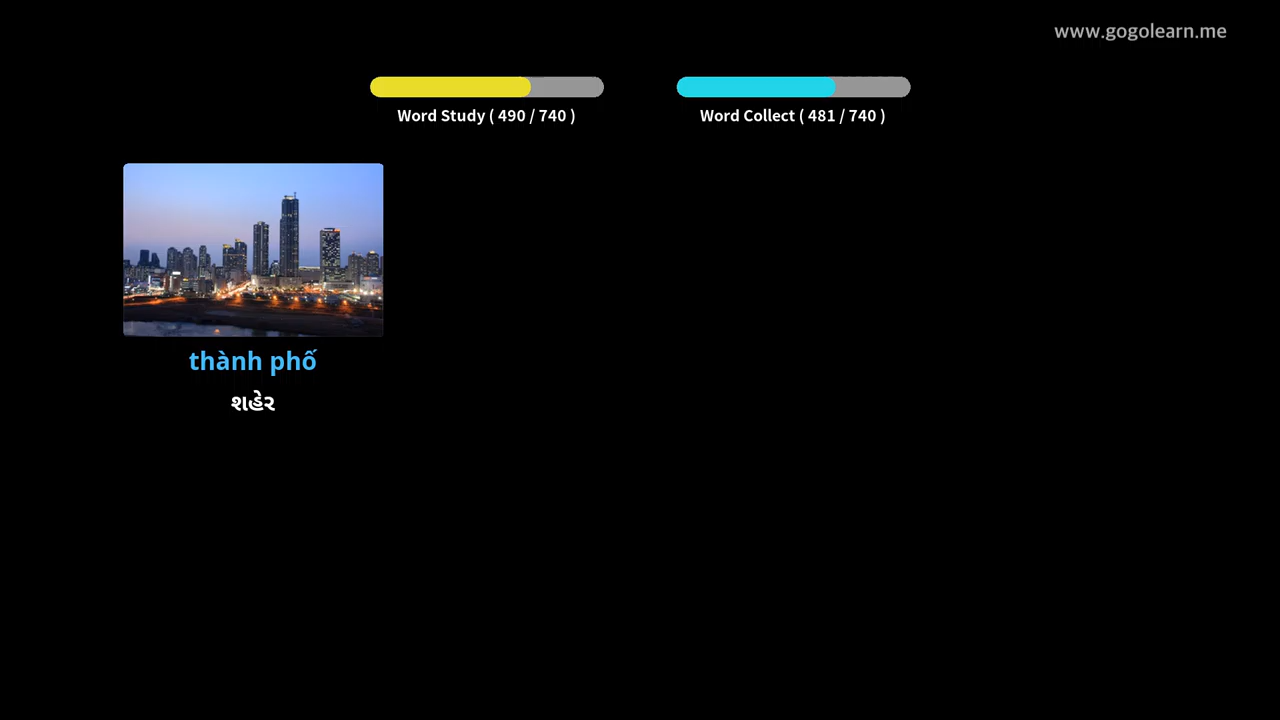 www.gogolearn.me
Word Study ( 490 / 740 )
Word Collect ( 481 / 740 )
thành phố
શહેર